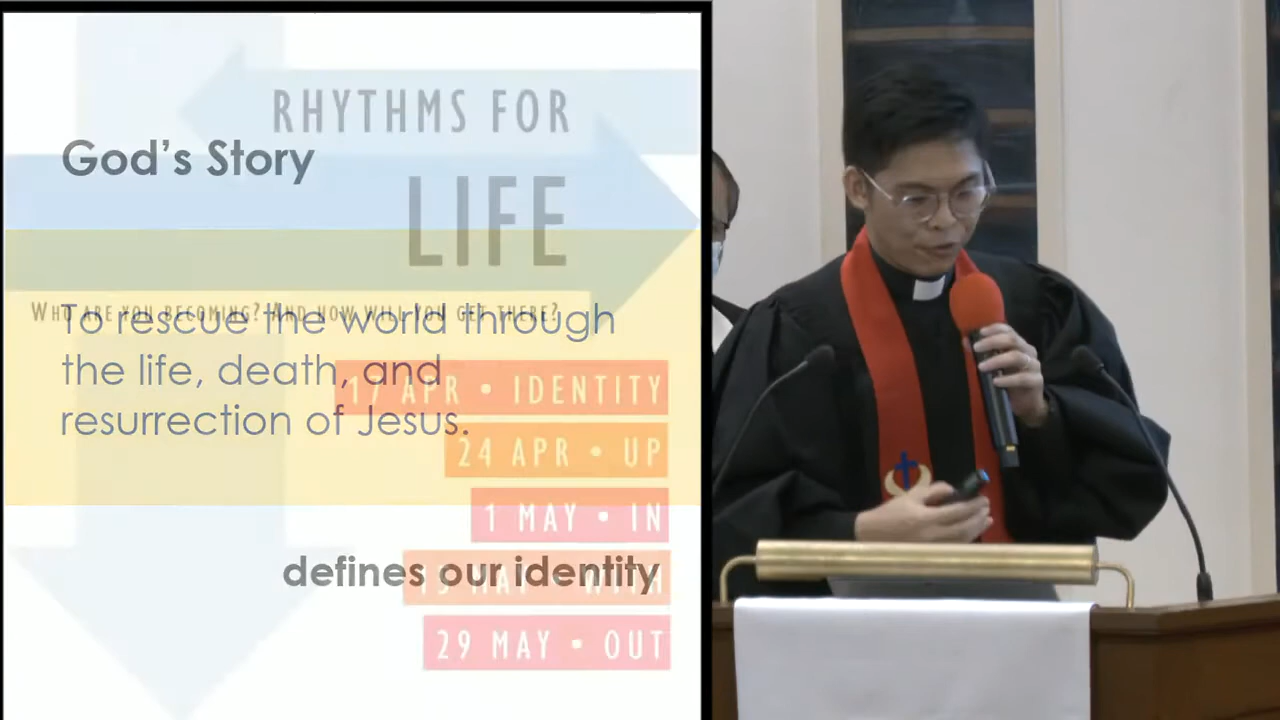 RHYTHMS FOR
God's Story
LIFE
WHO ARE YOU BECOMING? AND HOW WILL YOU GET THERE?
To rescue the world through
the life, death, and
resurrection of Jesus.
17 APR • IDENTITY
24 APR • UP
1 MAY • IN
defines our identity
MAY • WITH
29 MAY • OUT